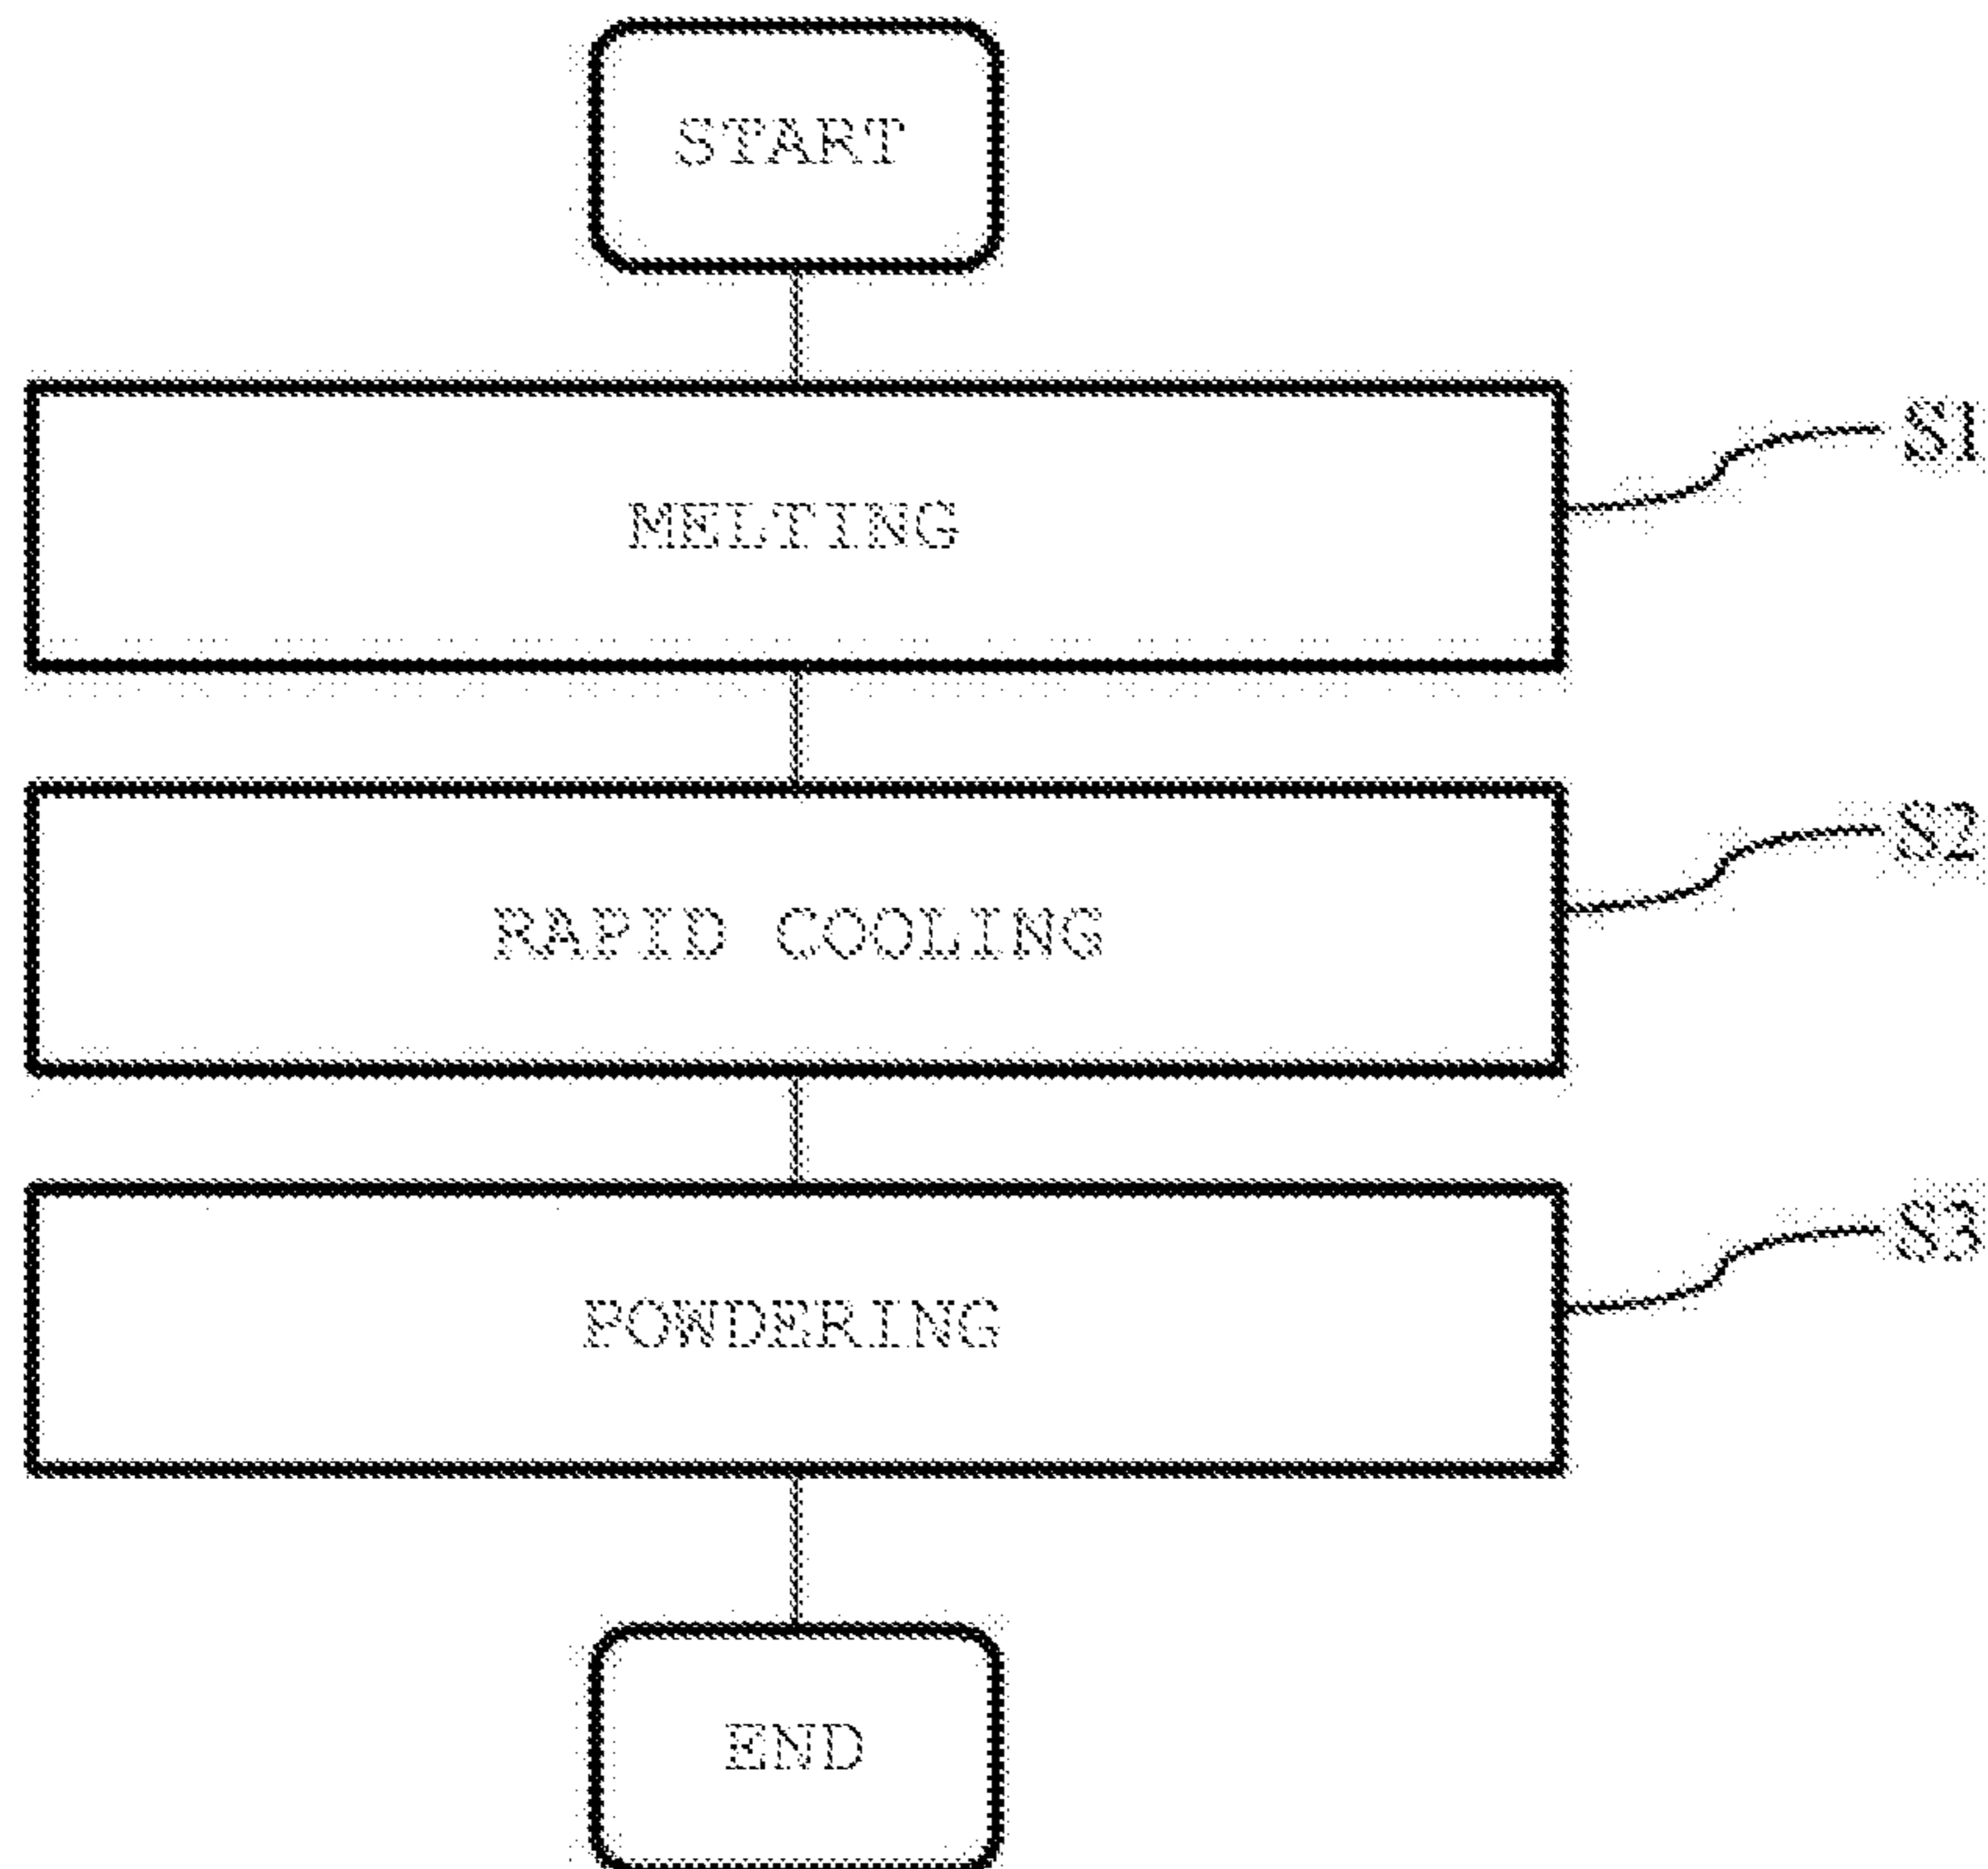 START
MELTING
S1
RAPID COOLING
S2
POWDERING
S3
END